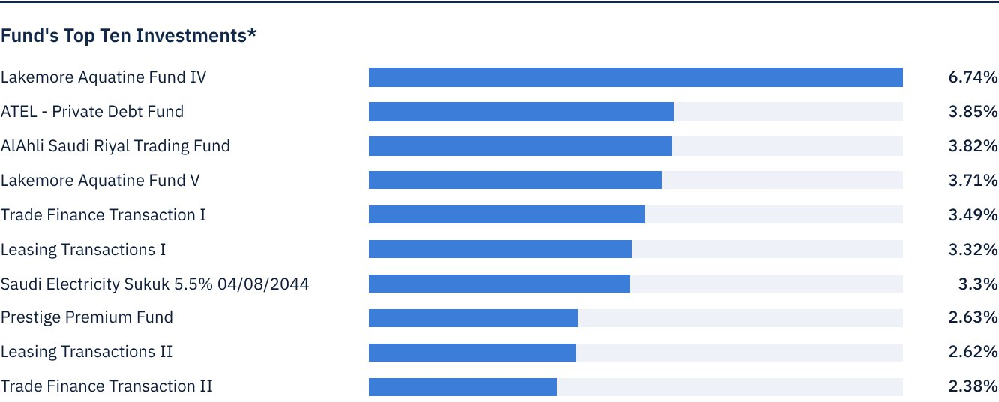 Fund's Top Ten Investments*
Lakemore Aquatine Fund IV 6.74%
ATEL - Private Debt Fund 3.85%
AlAhli Saudi Riyal Trading Fund 3.82%
Lakemore Aquatine Fund V 3.71%
Trade Finance Transaction I 3.49%
Leasing Transactions I 3.32%
Saudi Electricity Sukuk 5.5% 04/08/2044 3.3%
Prestige Premium Fund 2.63%
Leasing Transactions II 2.62%
Trade Finance Transaction II 2.38%